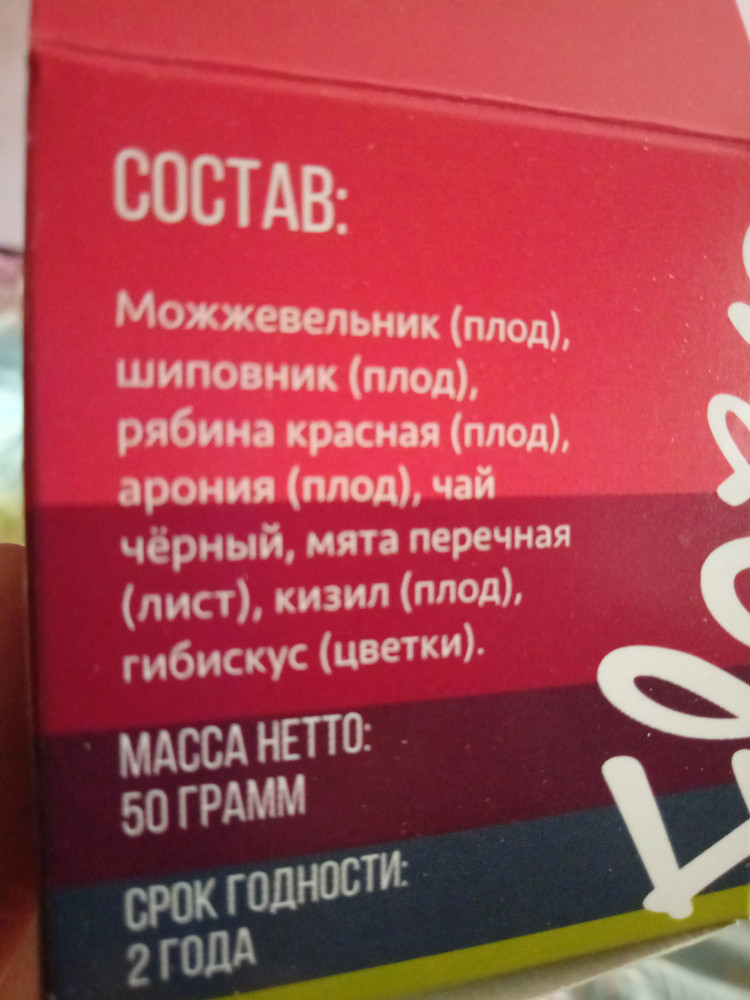 СОСТАВ:
Можжевельник (плод),
шиповник (плод),
рябина красная (плод),
арония (плод), чай
чёрный, мята перечная
(лист), кизил (плод),
гибискус (цветки).
МАССА НЕТТО:
50 ГРАММ
СРОК ГОДНОСТИ:
2 ГОДА